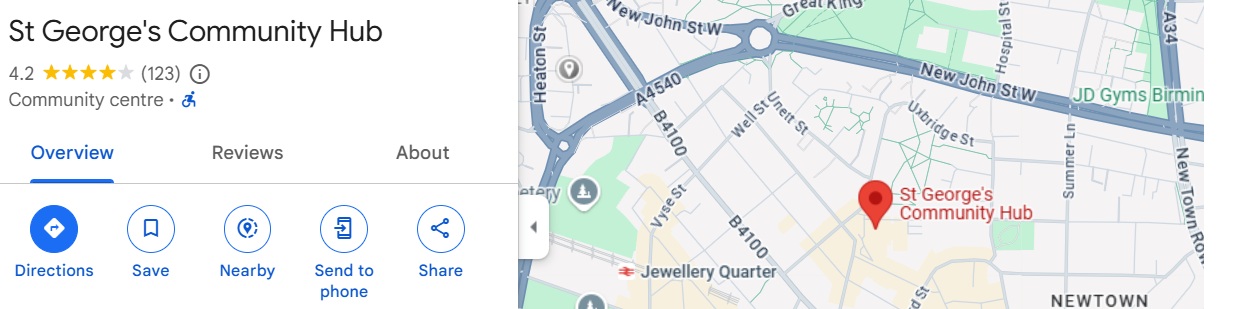 St George's Community Hub
4.2 (123)
Community centre •
Overview Reviews About
Directions Save Nearby Send to phone Share
New John St W
Great King
Heaton St
A4540
Hospital St
A34
New John St W
JD Gyms Birmin
B4100
Well St
Unett St
Uxbridge St
Summer Ln
New Town Row
etery
Vyse St
St George's
Community Hub
B4100
Jewellery Quarter
d St
NEWTOWN